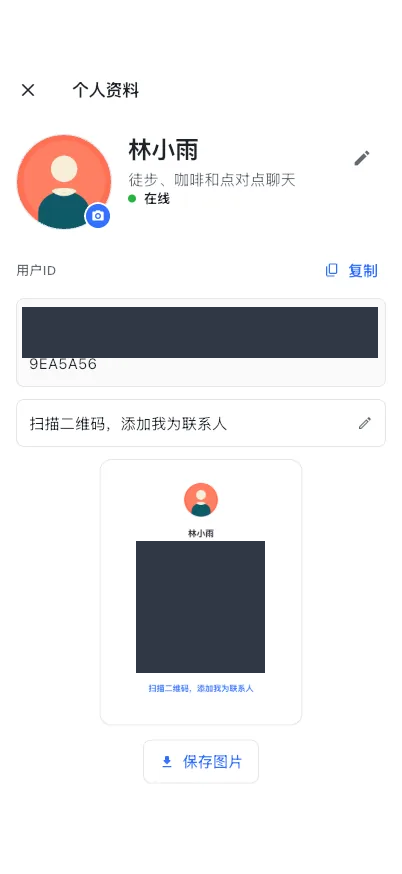 个人资料
林小雨
徒步、咖啡和点对点聊天
在线
用户ID
复制
9EA5A56
扫描二维码，添加我为联系人
林小雨
扫描二维码，添加我为联系人
保存图片